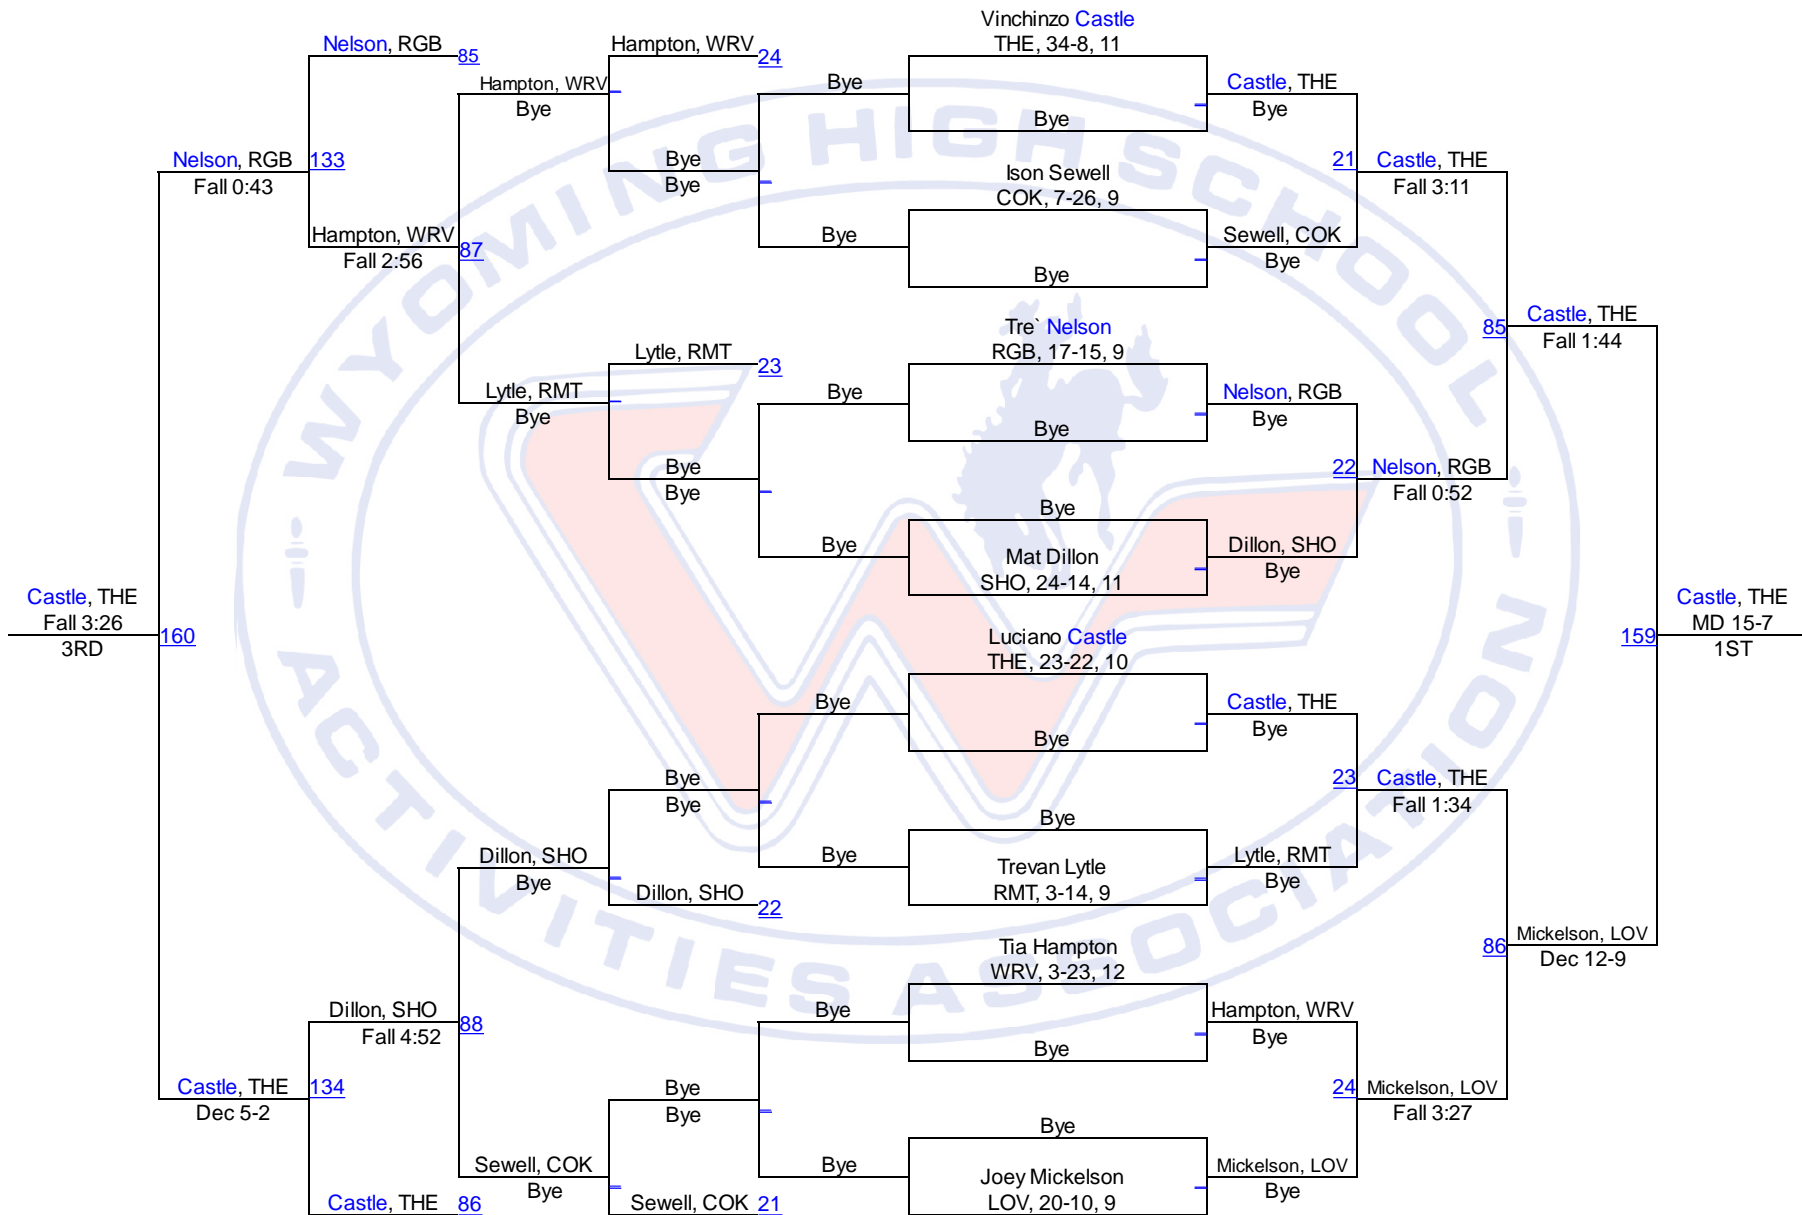 Vinchinzo Castle
THE, 34-8, 11
Nelson, RGB
85
Hampton, WRV
24
Hampton, WRV
Bye
Bye
Castle, THE
Bye
Bye
Nelson, RGB
133
Fall 0:43
Bye
Bye
Ison Sewell
COK, 7-26, 9
21
Castle, THE
Fall 3:11
Hampton, WRV
Fall 2:56
87
Bye
Sewell, COK
Bye
Bye
Tre` Nelson
RGB, 17-15, 9
85
Castle, THE
Fall 1:44
Lytle, RMT
23
Lytle, RMT
Bye
Bye
Nelson, RGB
Bye
Bye
Bye
Bye
22
Nelson, RGB
Fall 0:52
Bye
Bye
Mat Dillon
SHO, 24-14, 11
Dillon, SHO
Bye
Castle, THE
Fall 3:26
3RD
160
Luciano Castle
THE, 23-22, 10
159
Castle, THE
MD 15-7
1ST
Bye
Castle, THE
Bye
Bye
Bye
Bye
23
Castle, THE
Fall 1:34
Bye
Dillon, SHO
Bye
Bye
Trevan Lytle
RMT, 3-14, 9
Lytle, RMT
Bye
Dillon, SHO
22
Tia Hampton
WRV, 3-23, 12
86
Mickelson, LOV
Dec 12-9
Dillon, SHO
Fall 4:52
88
Bye
Hampton, WRV
Bye
Bye
Castle, THE
134
Dec 5-2
Bye
Bye
24
Mickelson, LOV
Fall 3:27
Bye
Sewell, COK
Bye
Bye
Joey Mickelson
LOV, 20-10, 9
Mickelson, LOV
Bye
Castle, THE
86
Sewell, COK
21
WYOMING HIGH SCHOOL
ACTIVITIES ASSOCIATION